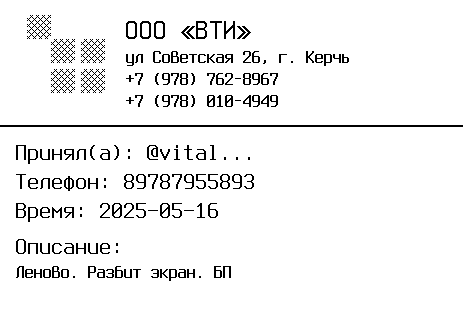 ООО «ВТИ»
ул Советская 26, г. Керчь
+7 (978) 762-8967
+7 (978) 010-4949
Принял(а): @vital...
Телефон: 89787955893
Время: 2025-05-16
Описание:
Леново. Разбит экран. БП